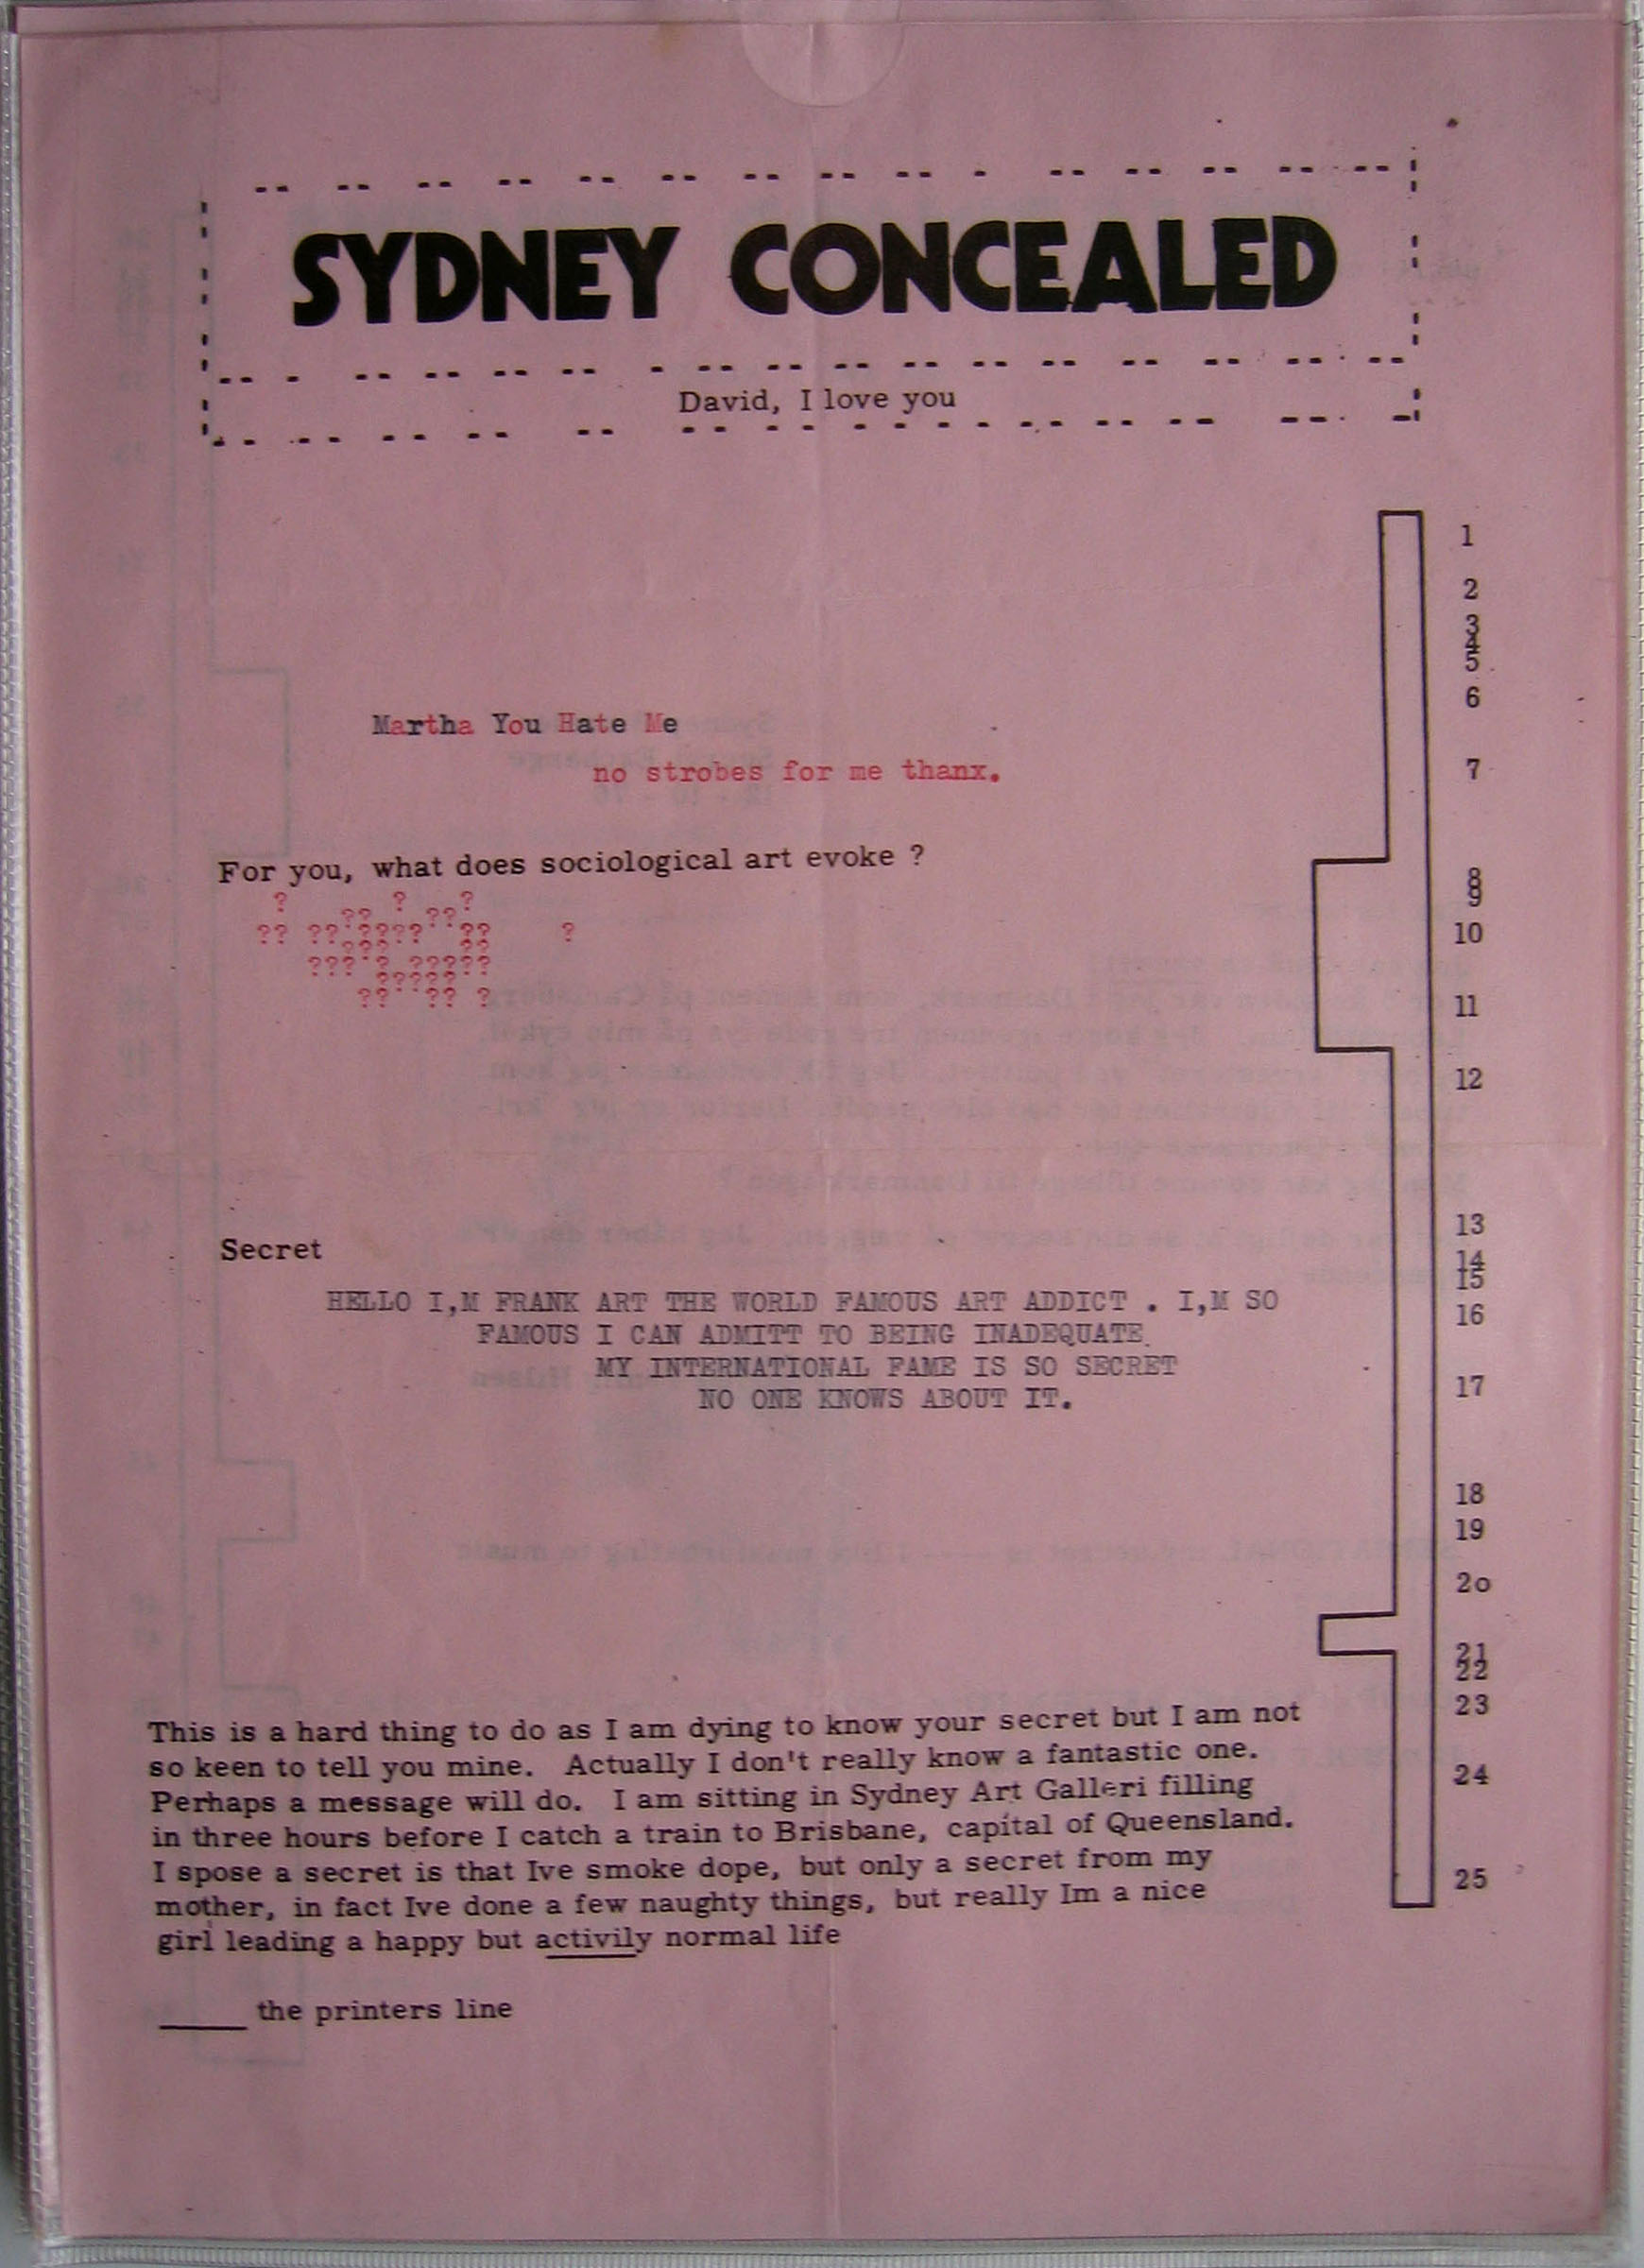 SYDNEY CONCEALED
David, I love you
1
2
3
4
5
6
Martha You Hate Me
no strobes for me thanx.
7
For you, what does sociological art evoke ?
8
9
10
11
12
13
Secret
14
15
HELLO I,M FRANK ART THE WORLD FAMOUS ART ADDICT . I,M SO
16
FAMOUS I CAN ADMITT TO BEING INADEQUATE
MY INTERNATIONAL FAME IS SO SECRET
NO ONE KNOWS ABOUT IT.
17
18
19
2o
21
22
23
This is a hard thing to do as I am dying to know your secret but I am not
so keen to tell you mine. Actually I don't really know a fantastic one.
24
Perhaps a message will do. I am sitting in Sydney Art Galleri filling
in three hours before I catch a train to Brisbane, capital of Queensland.
I spose a secret is that Ive smoke dope, but only a secret from my
25
mother, in fact Ive done a few naughty things, but really Im a nice
girl leading a happy but activily normal life
_____ the printers line